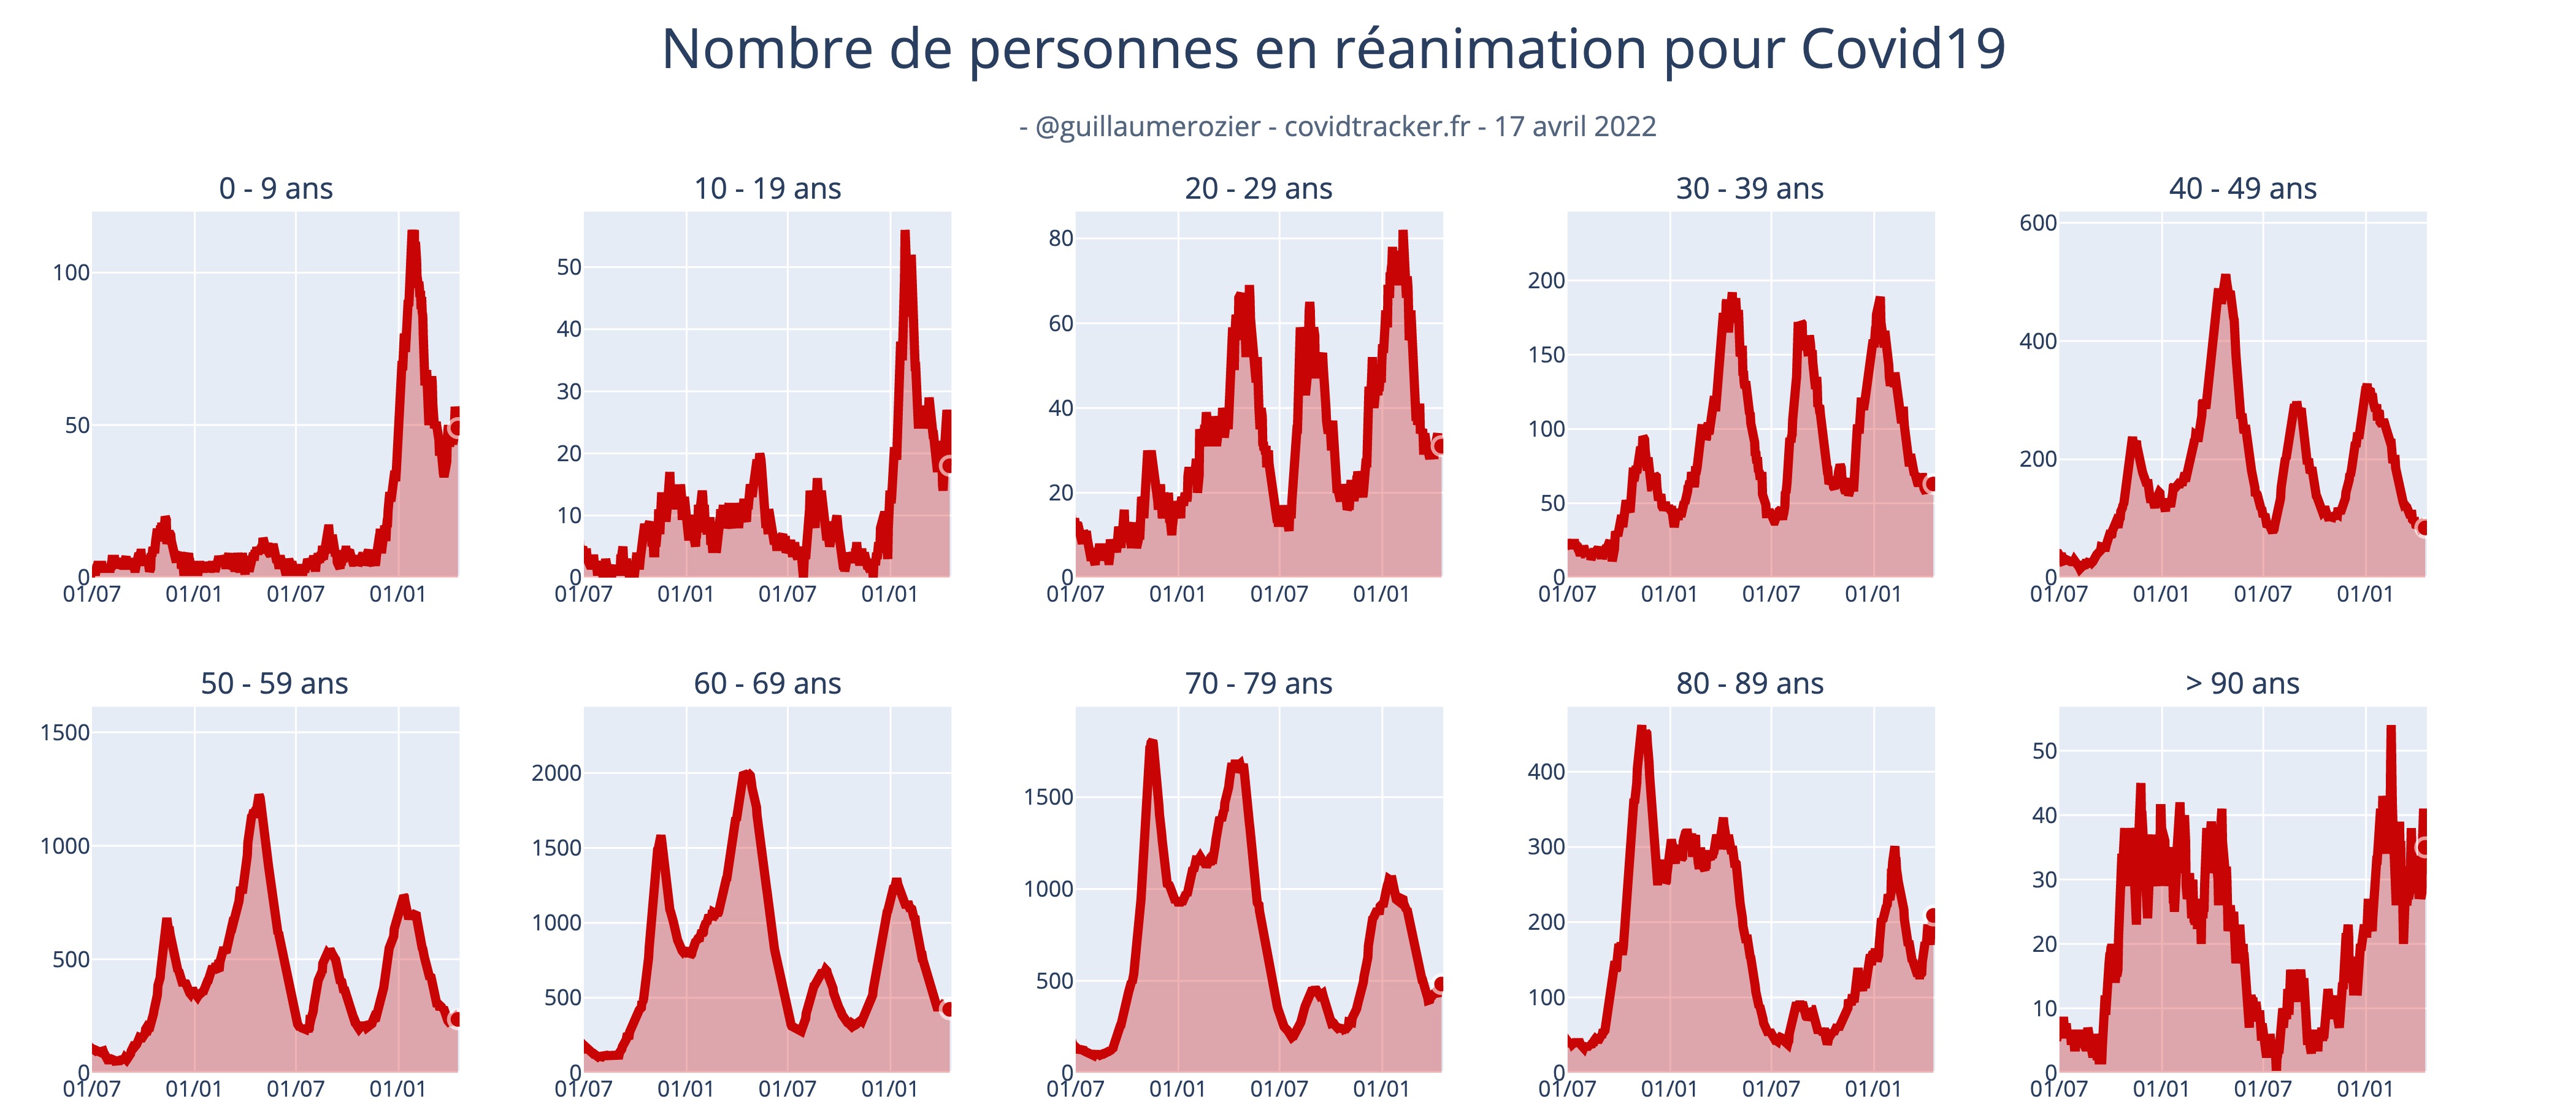 Nombre de personnes en réanimation pour Covid19
- @guillaumerozier - covidtracker.fr - 17 avril 2022
0 - 9 ans
10 - 19 ans
20 - 29 ans
30 - 39 ans
40 - 49 ans
100
50
0
01/07 01/01 01/07 01/01
50
40
30
20
10
0
01/07 01/01 01/07 01/01
80
60
40
20
0
01/07 01/01 01/07 01/01
200
150
100
50
0
01/07 01/01 01/07 01/01
600
400
200
0
01/07 01/01 01/07 01/01
50 - 59 ans
60 - 69 ans
70 - 79 ans
80 - 89 ans
> 90 ans
1500
1000
500
0
01/07 01/01 01/07 01/01
2000
1500
1000
500
0
01/07 01/01 01/07 01/01
1500
1000
500
0
01/07 01/01 01/07 01/01
400
300
200
100
0
01/07 01/01 01/07 01/01
50
40
30
20
10
0
01/07 01/01 01/07 01/01